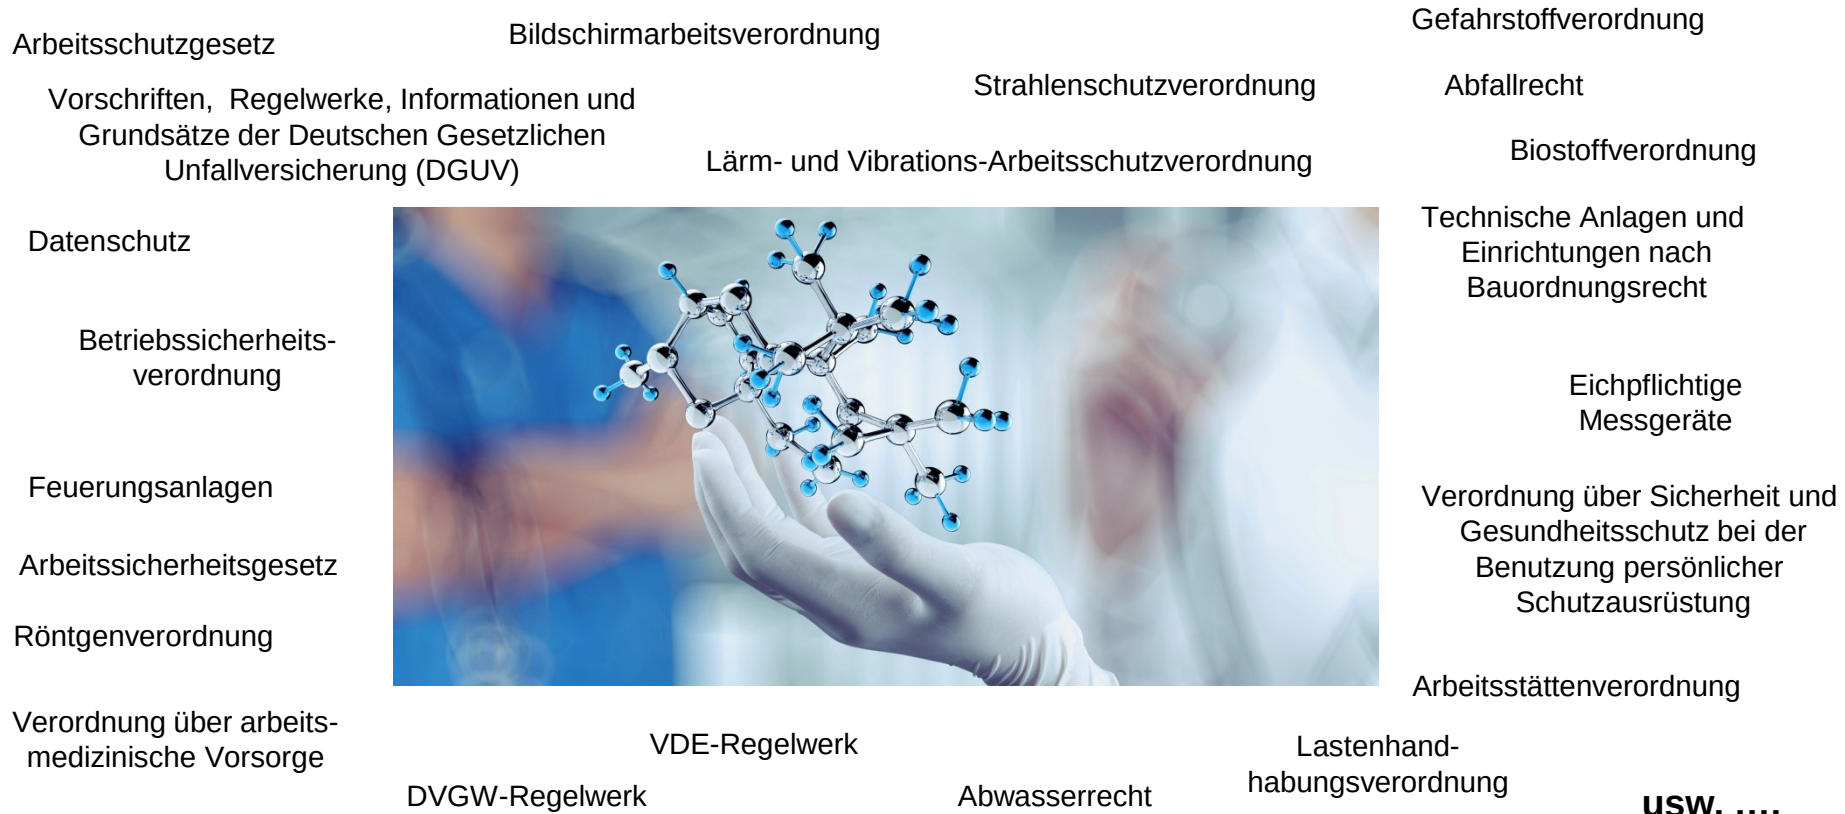 Arbeitsschutzgesetz
Bildschirmarbeitsverordnung
Gefahrstoffverordnung
Vorschriften, Regelwerke, Informationen und
Grundsätze der Deutschen Gesetzlichen
Unfallversicherung (DGUV)
Strahlenschutzverordnung
Abfallrecht
Lärm- und Vibrations-Arbeitsschutzverordnung
Biostoffverordnung
Datenschutz
Technische Anlagen und
Einrichtungen nach
Bauordnungsrecht
Betriebssicherheits-
verordnung
Eichpflichtige
Messgeräte
Feuerungsanlagen
Verordnung über Sicherheit und
Gesundheitsschutz bei der
Benutzung persönlicher
Schutzausrüstung
Arbeitssicherheitsgesetz
Röntgenverordnung
Arbeitsstättenverordnung
Verordnung über arbeits-
medizinische Vorsorge
VDE-Regelwerk
Lastenhand-
habungsverordnung
DVGW-Regelwerk
Abwasserrecht
usw. ....